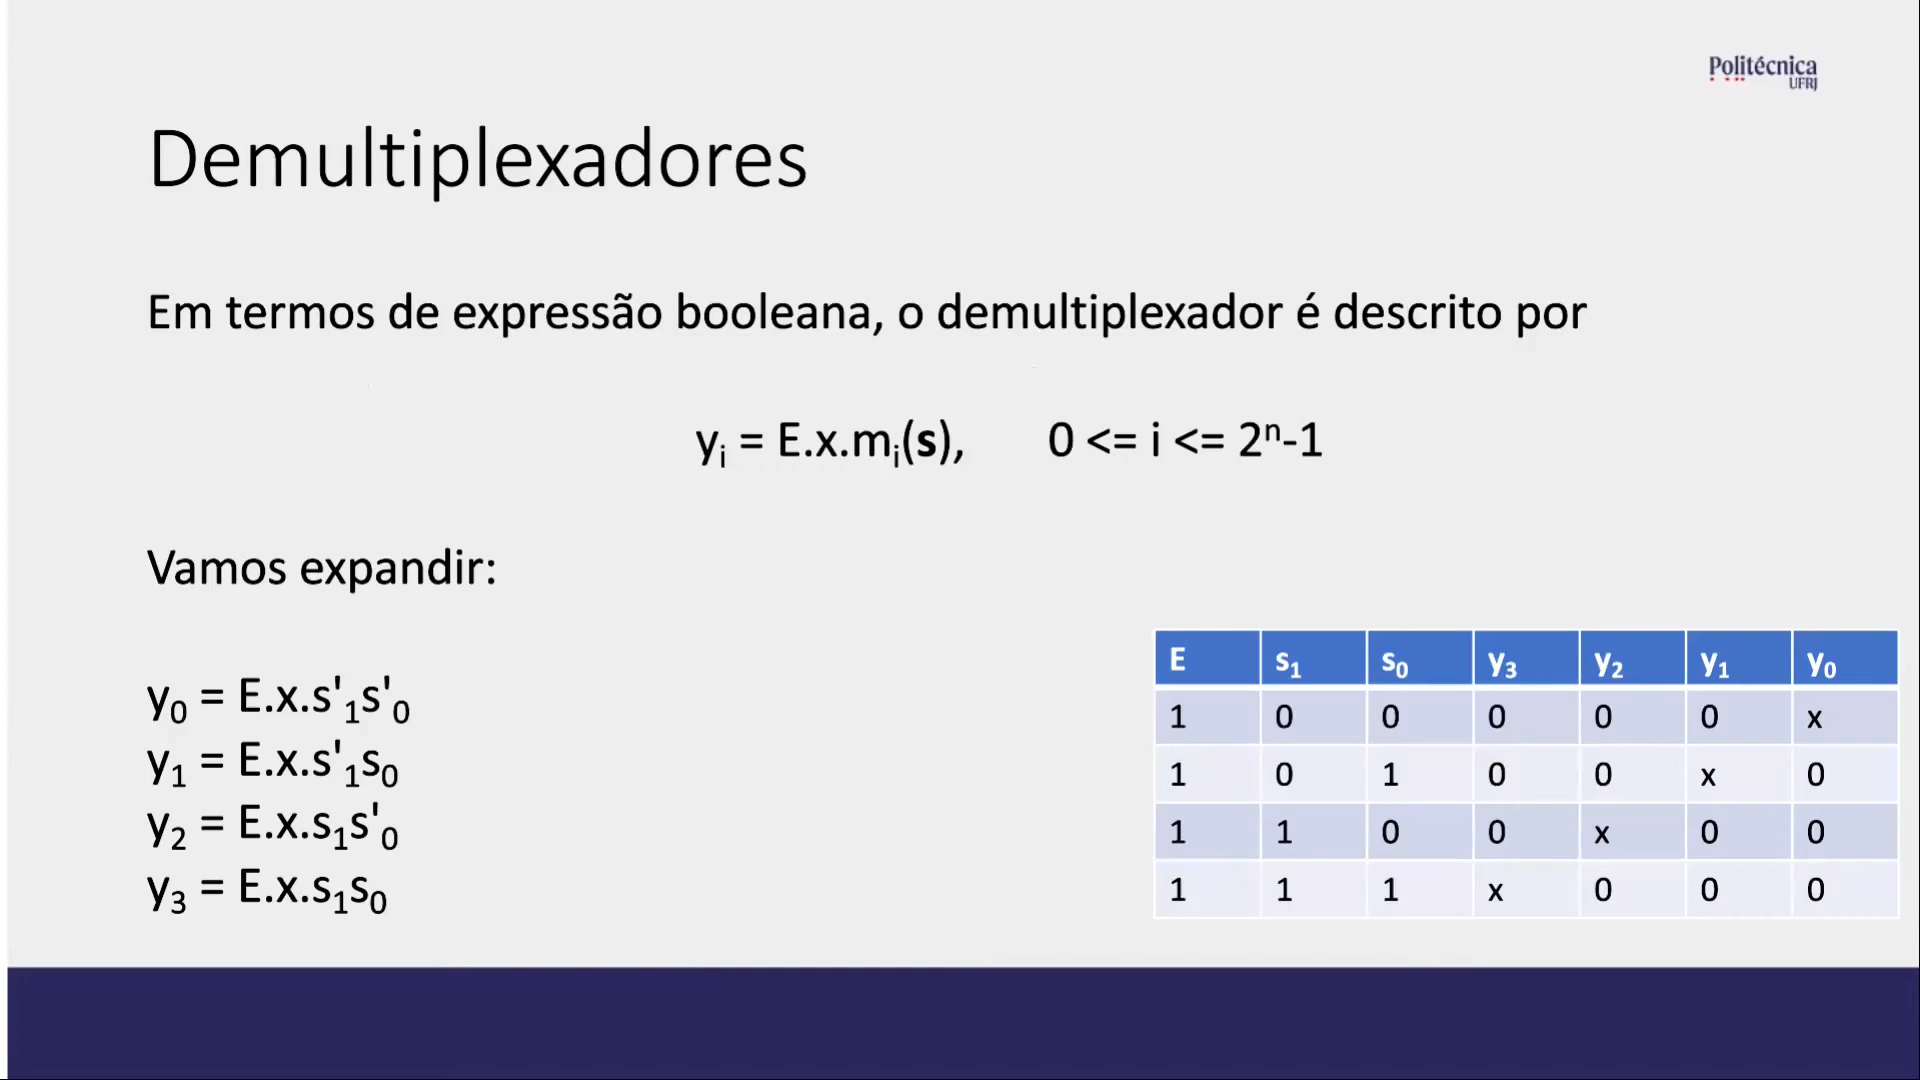 Politécnica
UFRJ
Demultiplexadores
Em termos de expressão booleana, o demultiplexador é descrito por
yᵢ = E.x.mᵢ(s), 0 <= i <= 2ⁿ-1
Vamos expandir:
y₀ = E.x.s'₁s'₀
y₁ = E.x.s'₁s₀
y₂ = E.x.s₁s'₀
y₃ = E.x.s₁s₀
E s₁ s₀ y₃ y₂ y₁ y₀
1 0 0 0 0 0 x
1 0 1 0 0 x 0
1 1 0 0 x 0 0
1 1 1 x 0 0 0